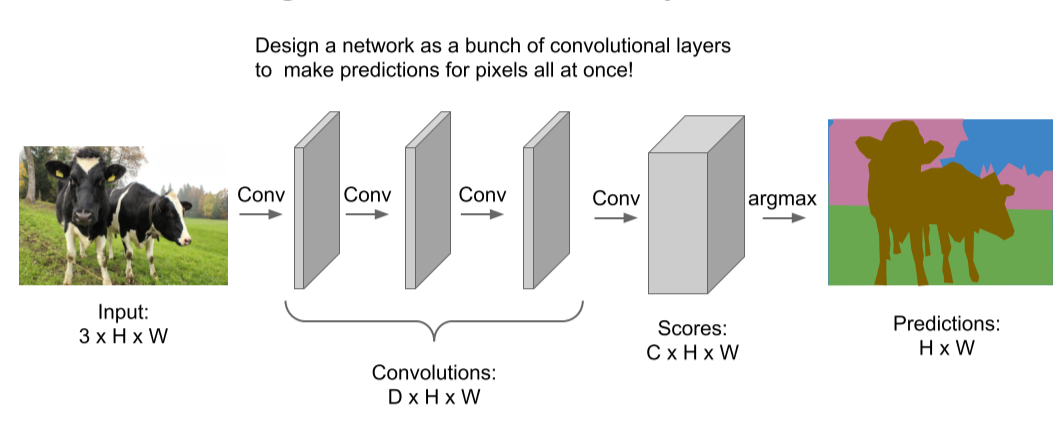 Design a network as a bunch of convolutional layers
to make predictions for pixels all at once!
Conv
Conv
Conv
Conv
argmax
Input:
3 x H x W
Convolutions:
D x H x W
Scores:
C x H x W
Predictions:
H x W